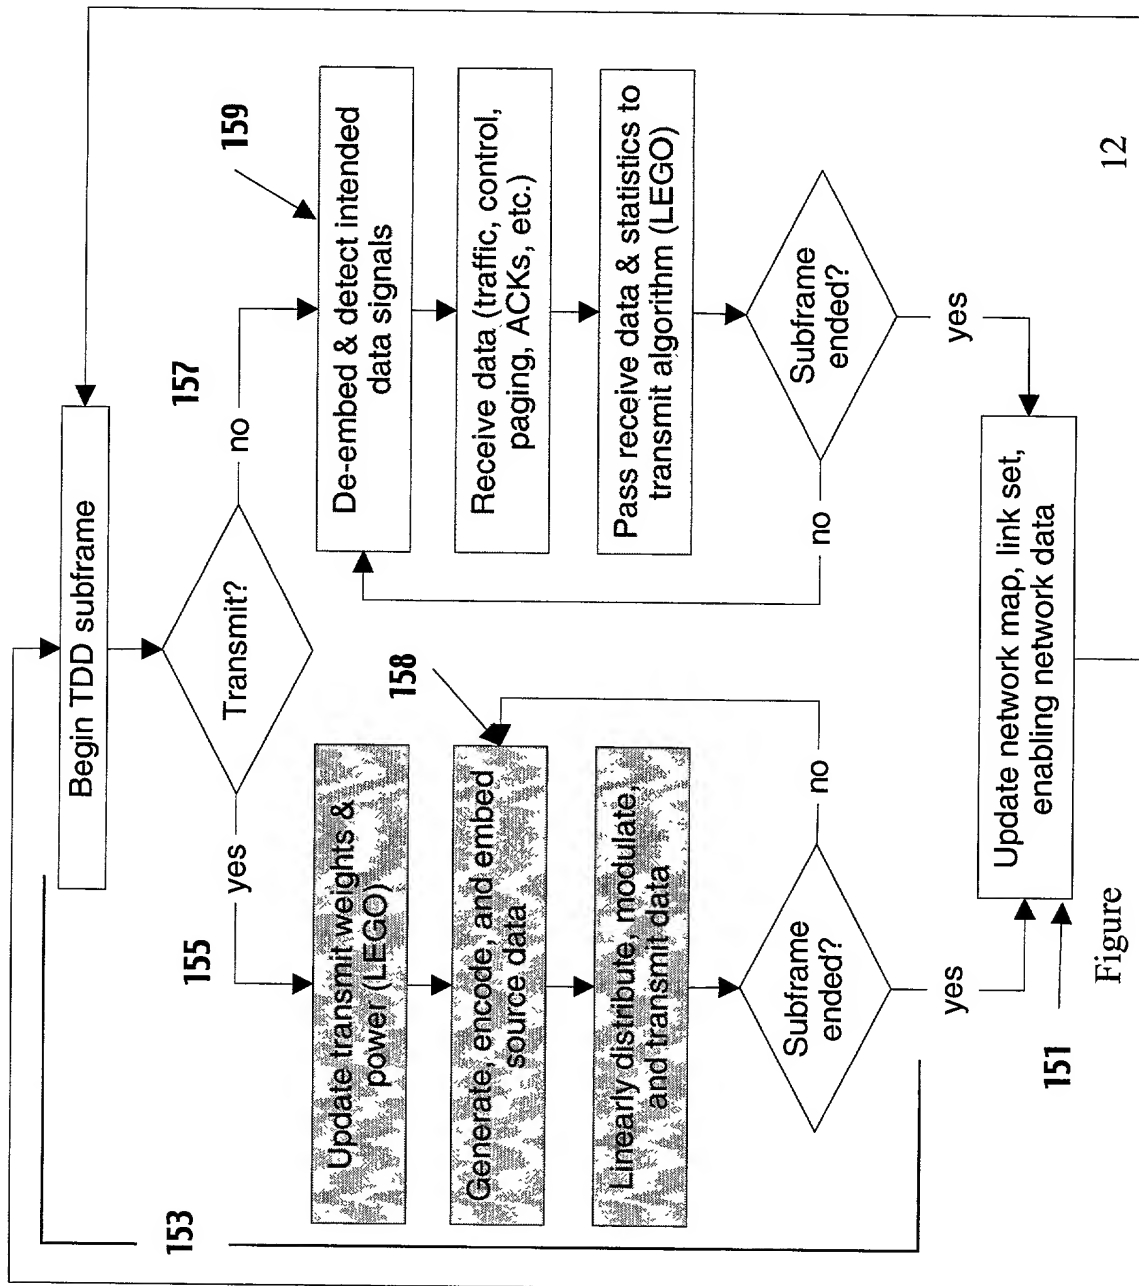 Begin TDD subframe
Transmit?
yes
no
153
155
157
159
Update transmit weights &
power (LEGO)
Generate, encode, and embed
source data
158
Linearly distribute, modulate,
and transmit data
Subframe
ended?
no
yes
De-embed & detect intended
data signals
Receive data (traffic, control,
paging, ACKs, etc.)
Pass receive data & statistics to
transmit algorithm (LEGO)
Subframe
ended?
no
yes
151
Update network map, link set,
enabling network data
Figure 12